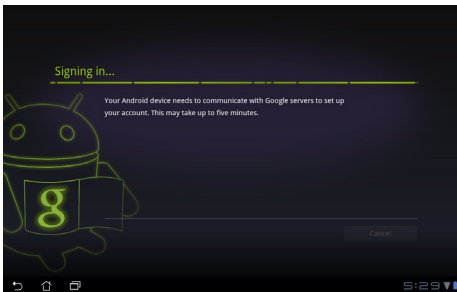 Signing in...
Your Android device needs to communicate with Google servers to set up
your account. This may take up to five minutes.
g
Cancel
5:29